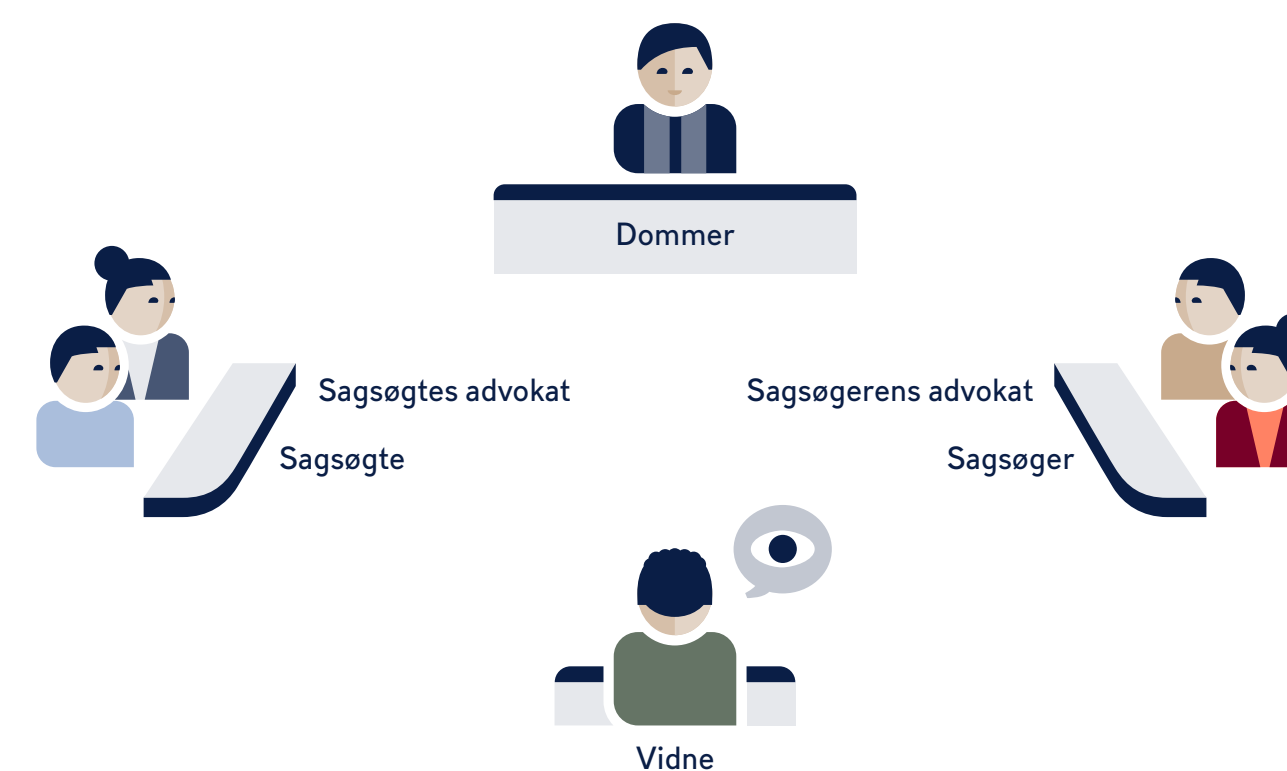 Dommer
Sagsøgtes advokat
Sagsøgerens advokat
Sagsøgte
Sagsøger
Vidne